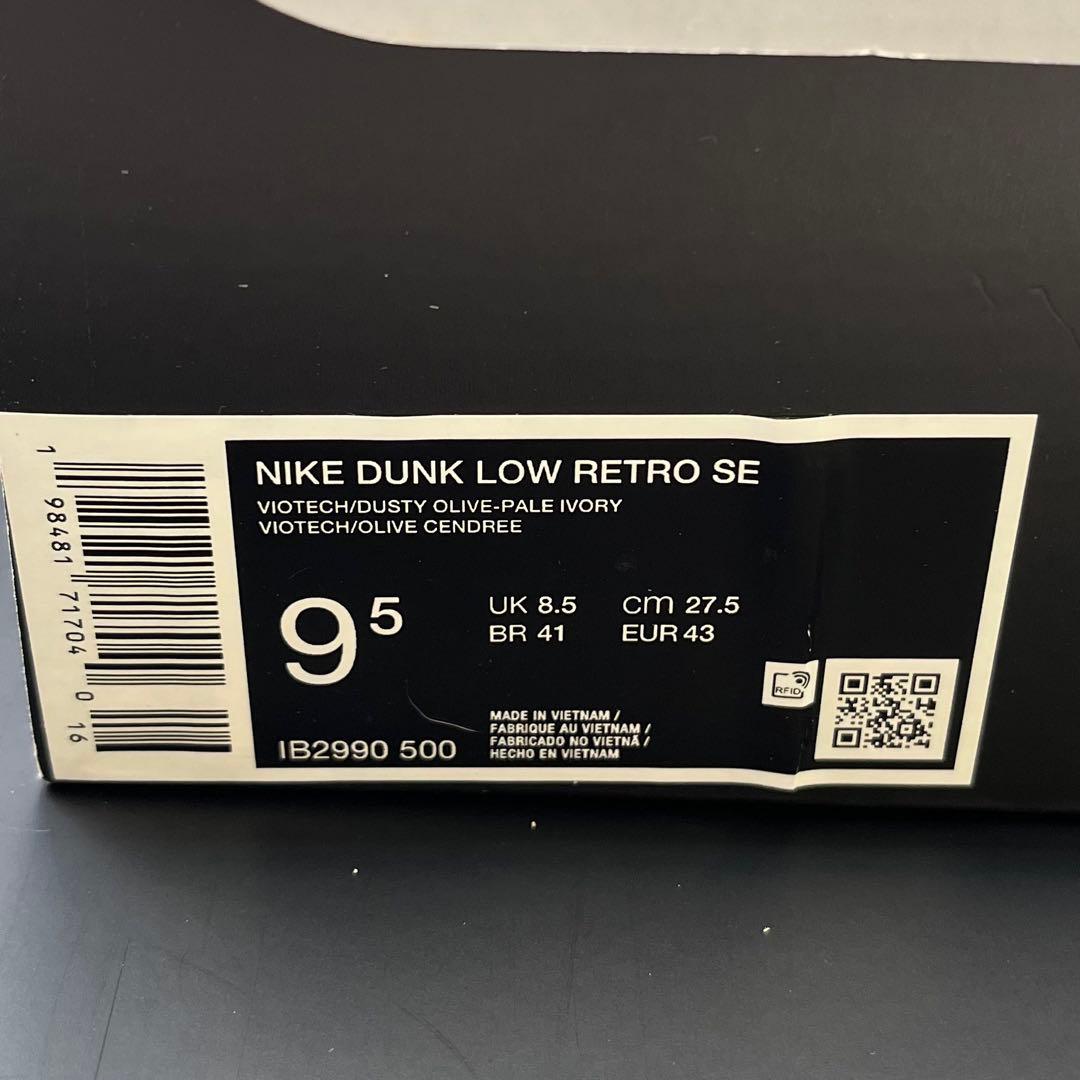 NIKE DUNK LOW RETRO SE
VIOTECH/DUSTY OLIVE-PALE IVORY
VIOTECH/OLIVE CENDREE
9 5
UK 8.5 cm 27.5
BR 41 EUR 43
RFID
IB2990 500
MADE IN VIETNAM /
FABRIQUE AU VIETNAM /
FABRICADO NO VIETNÃ /
HECHO EN VIETNAM
1 98481 71704 0 16